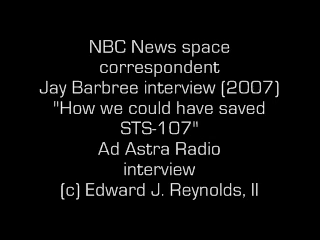 NBC News space
correspondent
Jay Barbree interview (2007)
"How we could have saved
STS-107"
Ad Astra Radio
interview
(c) Edward J. Reynolds, II